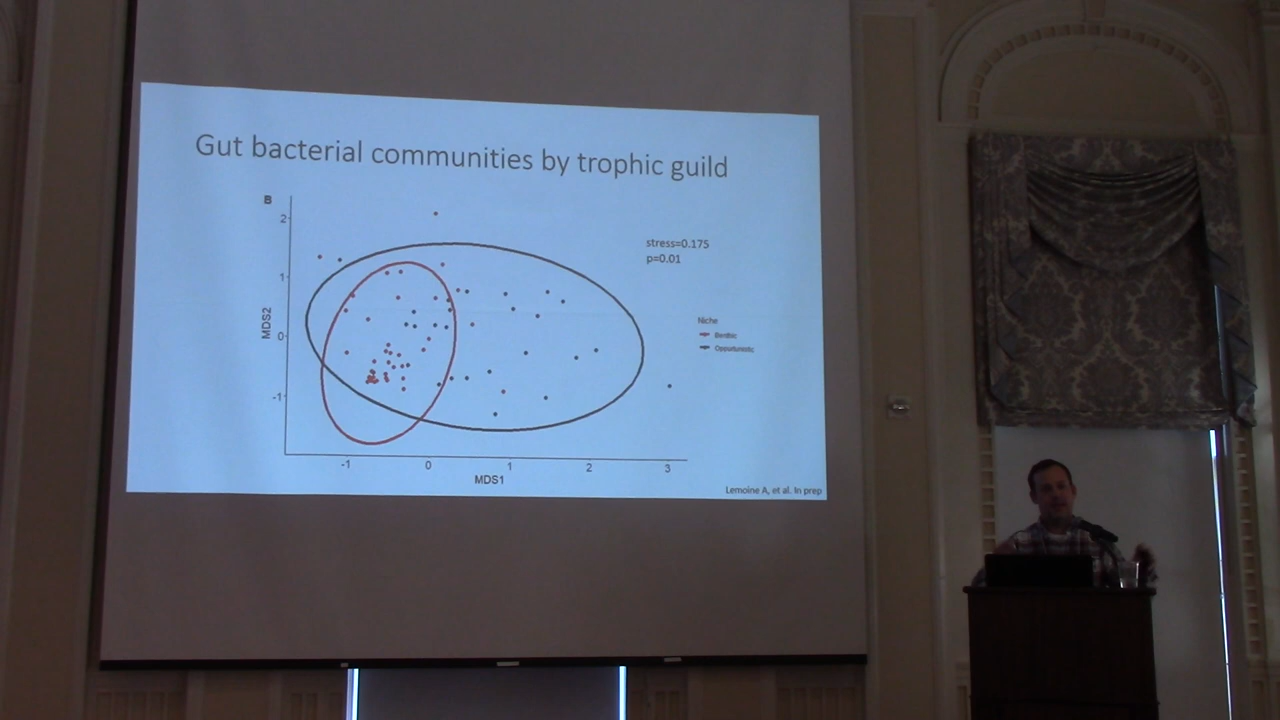 Gut bacterial communities by trophic guild
B
2
1
0
-1
MDS2
-1
0
1
2
3
MDS1
stress=0.175
p=0.01
Niche
Benthic
Opportunistic
Lemoine A, et al. In prep